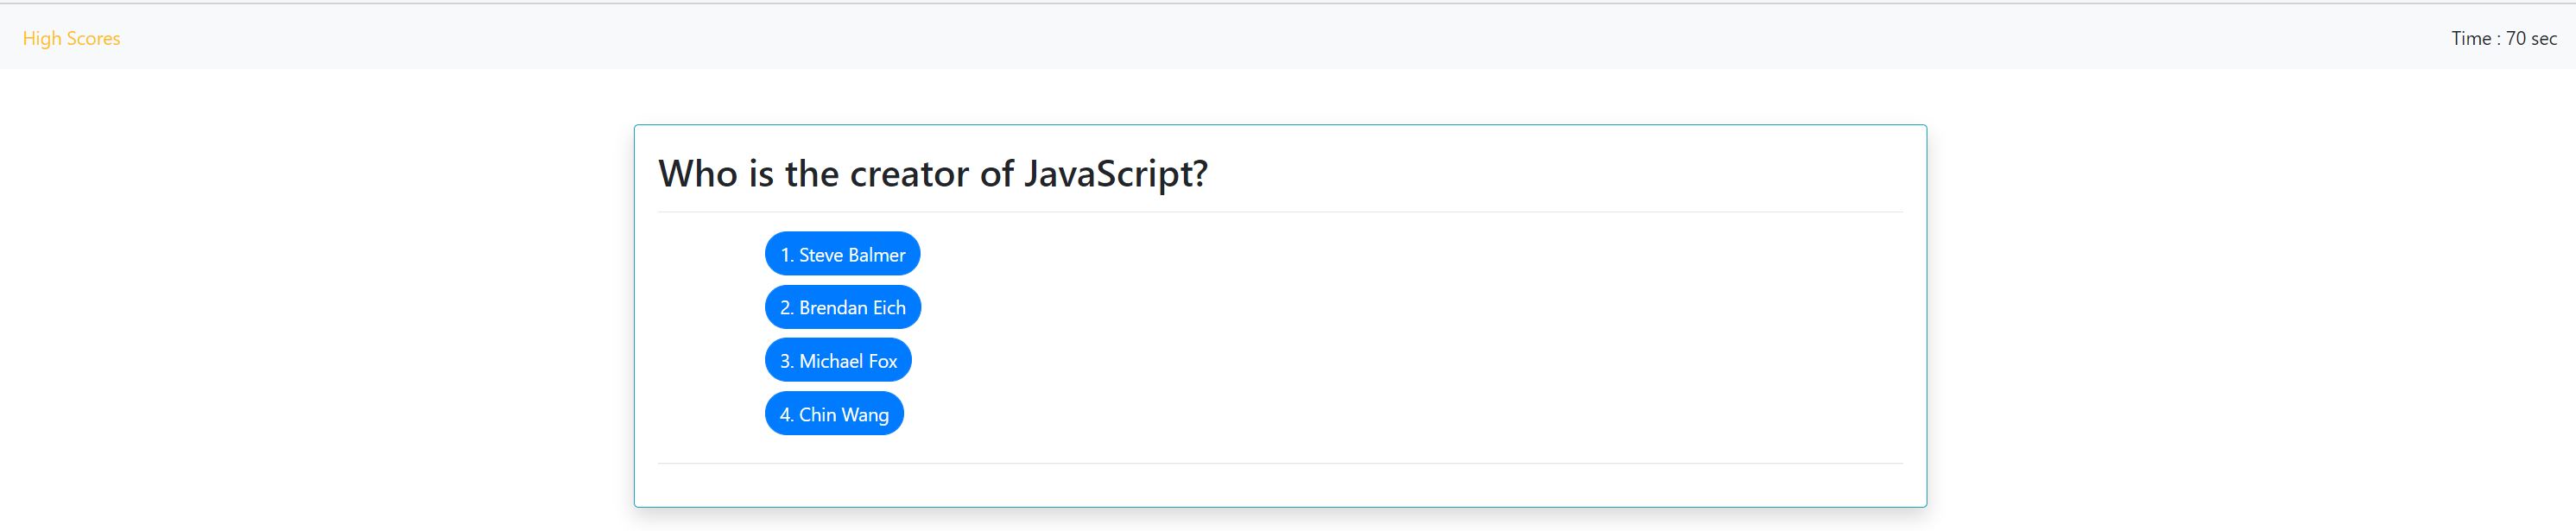 High Scores
Time : 70 sec
Who is the creator of JavaScript?
1. Steve Balmer
2. Brendan Eich
3. Michael Fox
4. Chin Wang